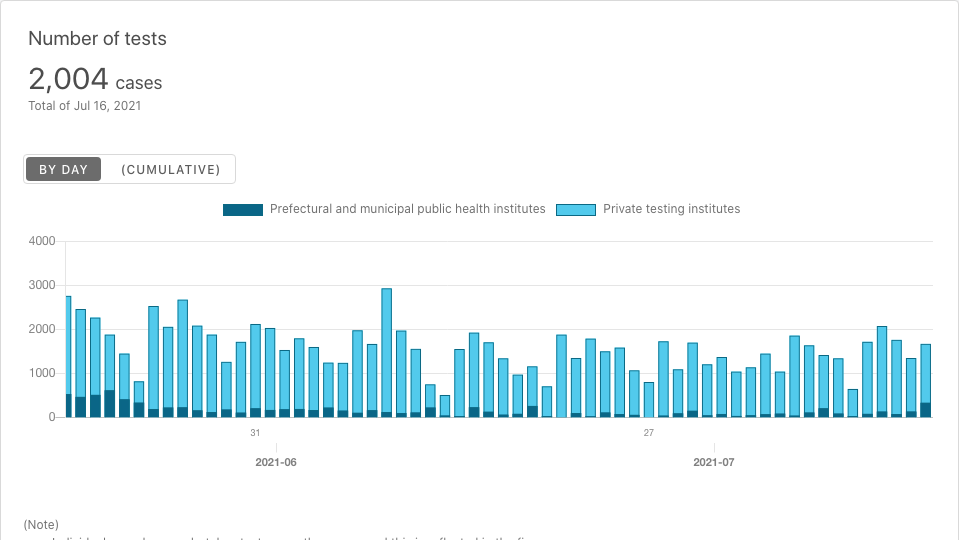 Number of tests
2,004 cases
Total of Jul 16, 2021
BY DAY (CUMULATIVE)
Prefectural and municipal public health institutes Private testing institutes
4000
3000
2000
1000
0
31 27
2021-06 2021-07
(Note)